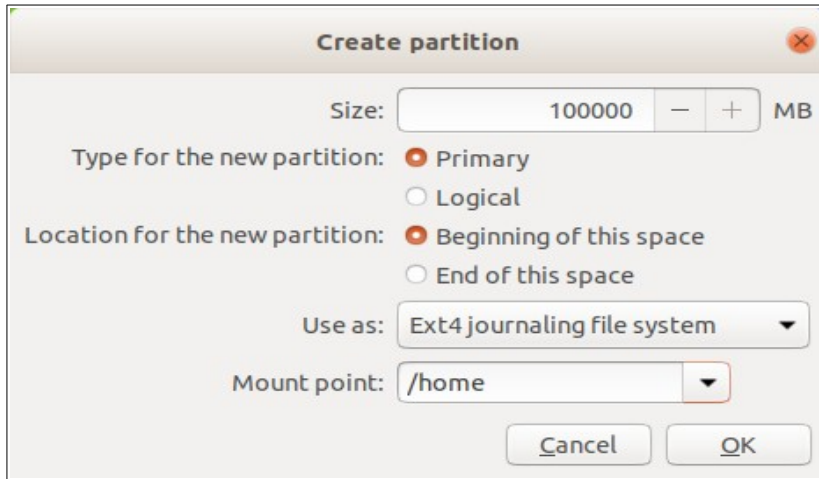 Create partition
Size: 100000 − + MB
Type for the new partition: Primary
Logical
Location for the new partition: Beginning of this space
End of this space
Use as: Ext4 journaling file system
Mount point: /home
Cancel OK